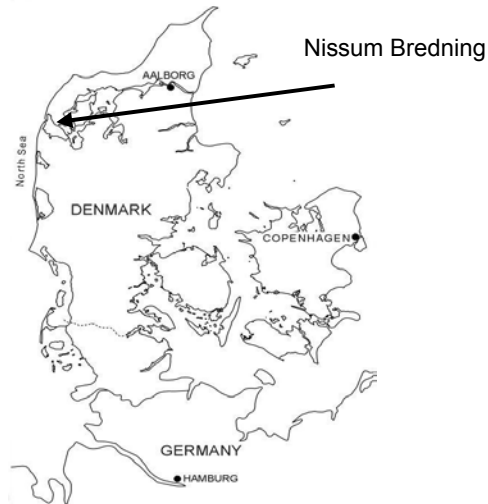 Nissum Bredning
AALBORG
North Sea
DENMARK
COPENHAGEN
GERMANY
HAMBURG